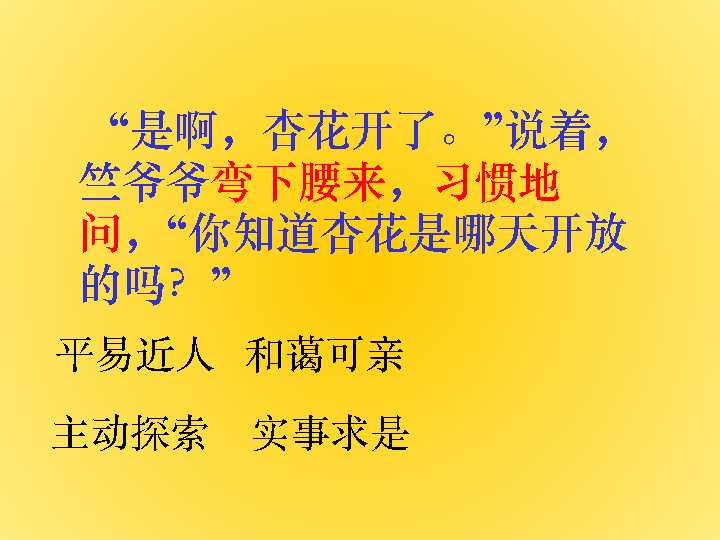 “是啊，杏花开了。”说着，
竺爷爷弯下腰来，习惯地
问，“你知道杏花是哪天开放
的吗？”
平易近人 和蔼可亲
主动探索 实事求是